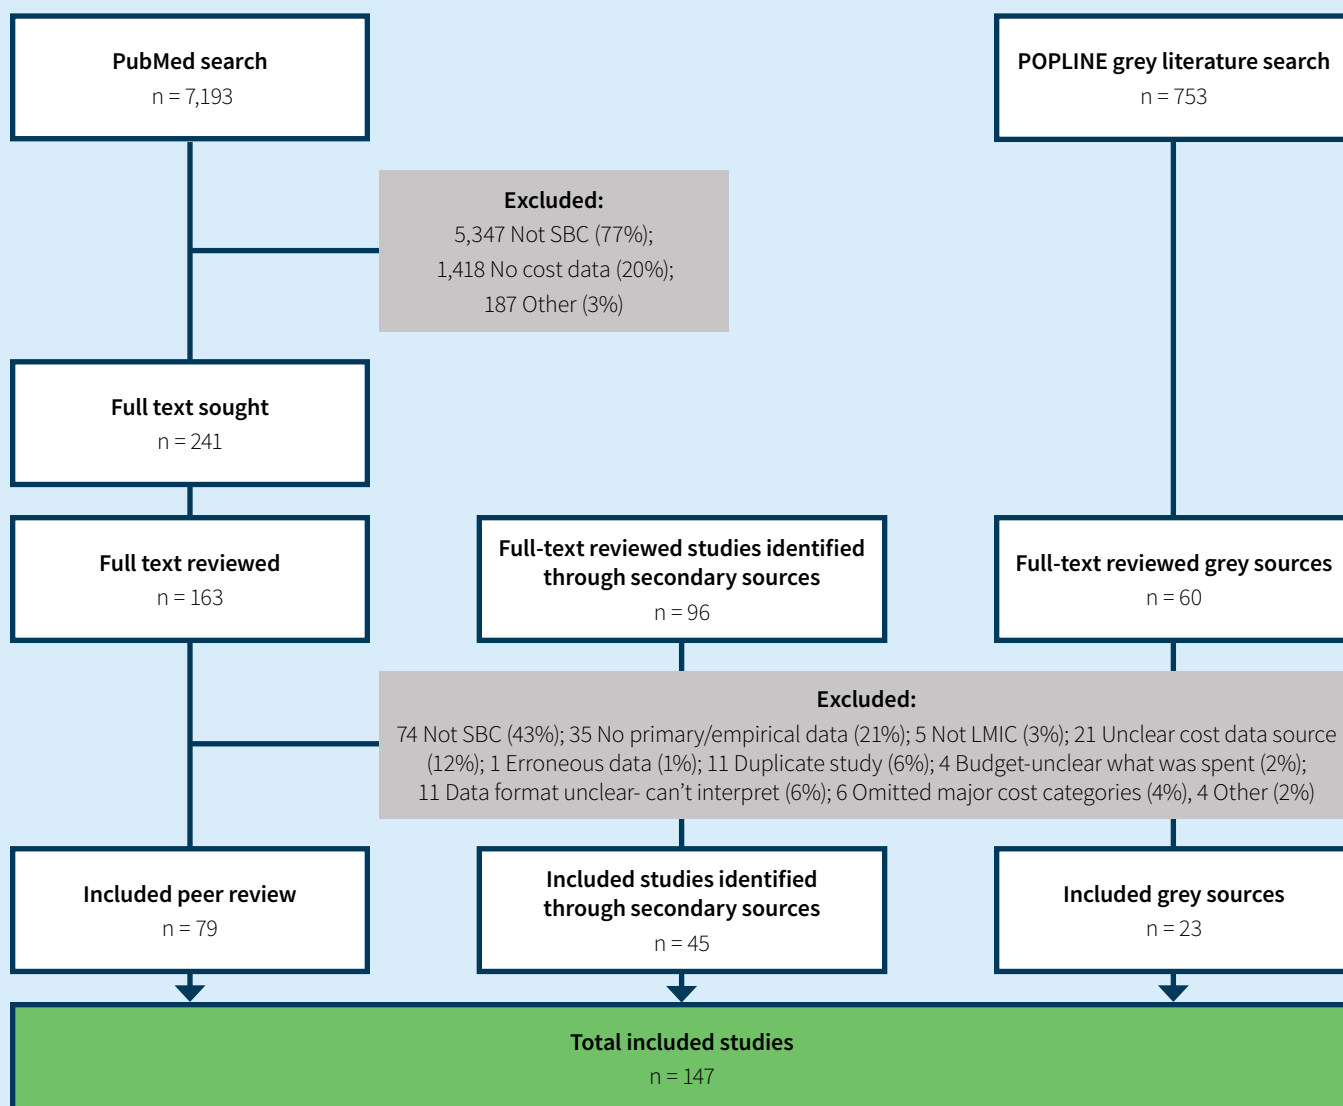 PubMed search
n = 7,193
POPLINE grey literature search
n = 753
Excluded:
5,347 Not SBC (77%);
1,418 No cost data (20%);
187 Other (3%)
Full text sought
n = 241
Full text reviewed
n = 163
Full-text reviewed studies identified
through secondary sources
n = 96
Full-text reviewed grey sources
n = 60
Excluded:
74 Not SBC (43%); 35 No primary/empirical data (21%); 5 Not LMIC (3%); 21 Unclear cost data source
(12%); 1 Erroneous data (1%); 11 Duplicate study (6%); 4 Budget-unclear what was spent (2%);
11 Data format unclear- can't interpret (6%); 6 Omitted major cost categories (4%), 4 Other (2%)
Included peer review
n = 79
Included studies identified
through secondary sources
n = 45
Included grey sources
n = 23
Total included studies
n = 147